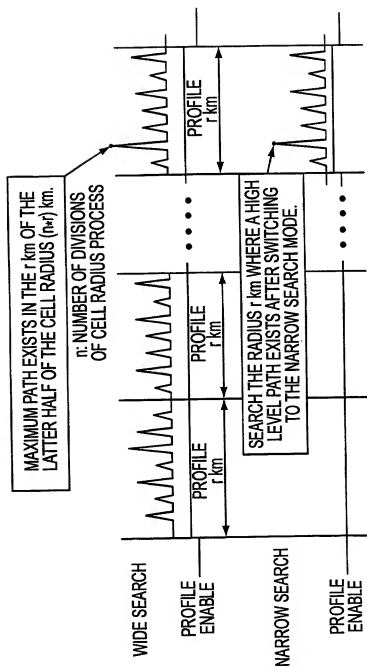 MAXIMUM PATH EXISTS IN THE r KM OF THE
LATTER HALF OF THE CELL RADIUS (n*r) KM.
n: NUMBER OF DIVISIONS
OF CELL RADIUS PROCESS
WIDE SEARCH
PROFILE
r KM
PROFILE
r KM
PROFILE
r KM
PROFILE
ENABLE
SEARCH THE RADIUS r KM WHERE A HIGH
LEVEL PATH EXISTS AFTER SWITCHING
TO THE NARROW SEARCH MODE.
NARROW SEARCH
PROFILE
ENABLE